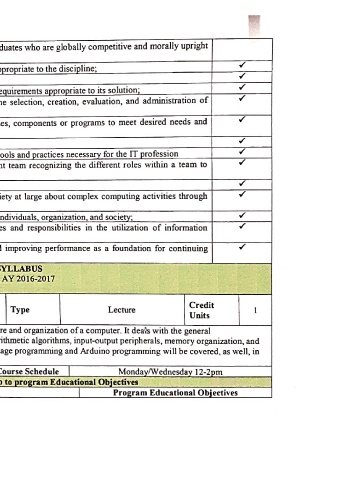 duates who are globally competitive and morally upright
ppropriate to the discipline; ✓
✓
equirements appropriate to its solution; ✓
he selection, creation, evaluation, and administration of ✓
ses, components or programs to meet desired needs and ✓
✓
ools and practices necessary for the IT profession ✓
nt team recognizing the different roles within a team to ✓
✓
iety at large about complex computing activities through ✓
ndividuals, organization, and society; ✓
es and responsibilities in the utilization of information ✓
d improving performance as a foundation for continuing ✓
SYLLABUS
AY 2016-2017
Type Lecture Credit Units 1
re and organization of a computer. It deals with the general
rithmetic algorithms, input-output peripherals, memory organization, and
age programming and Arduino programming will be covered, as well, in
Course Schedule Monday/Wednesday 12-2pm
p to program Educational Objectives
Program Educational Objectives